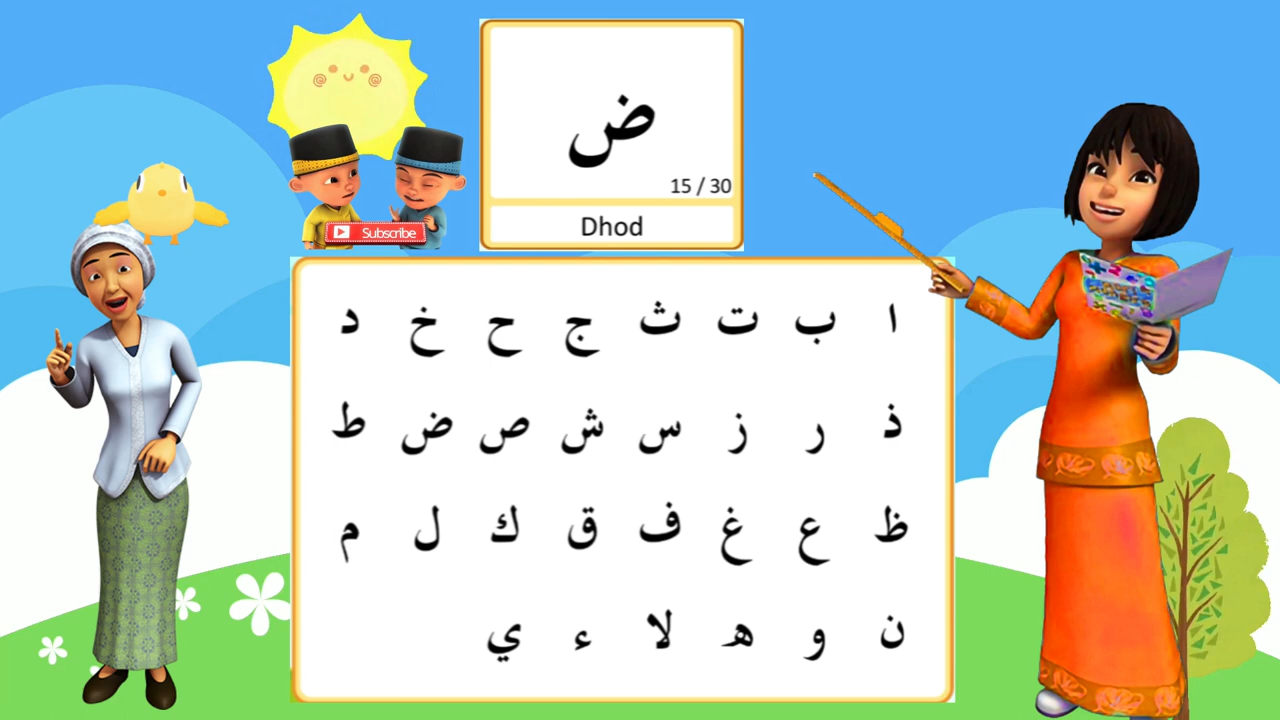 ض
15 / 30
Dhod
Subscribe
ا ب ت ث ج ح خ د
ذ ر ز س ش ص ض ط
ظ ع غ ف ق ك ل م
ن و ه لا ء ي